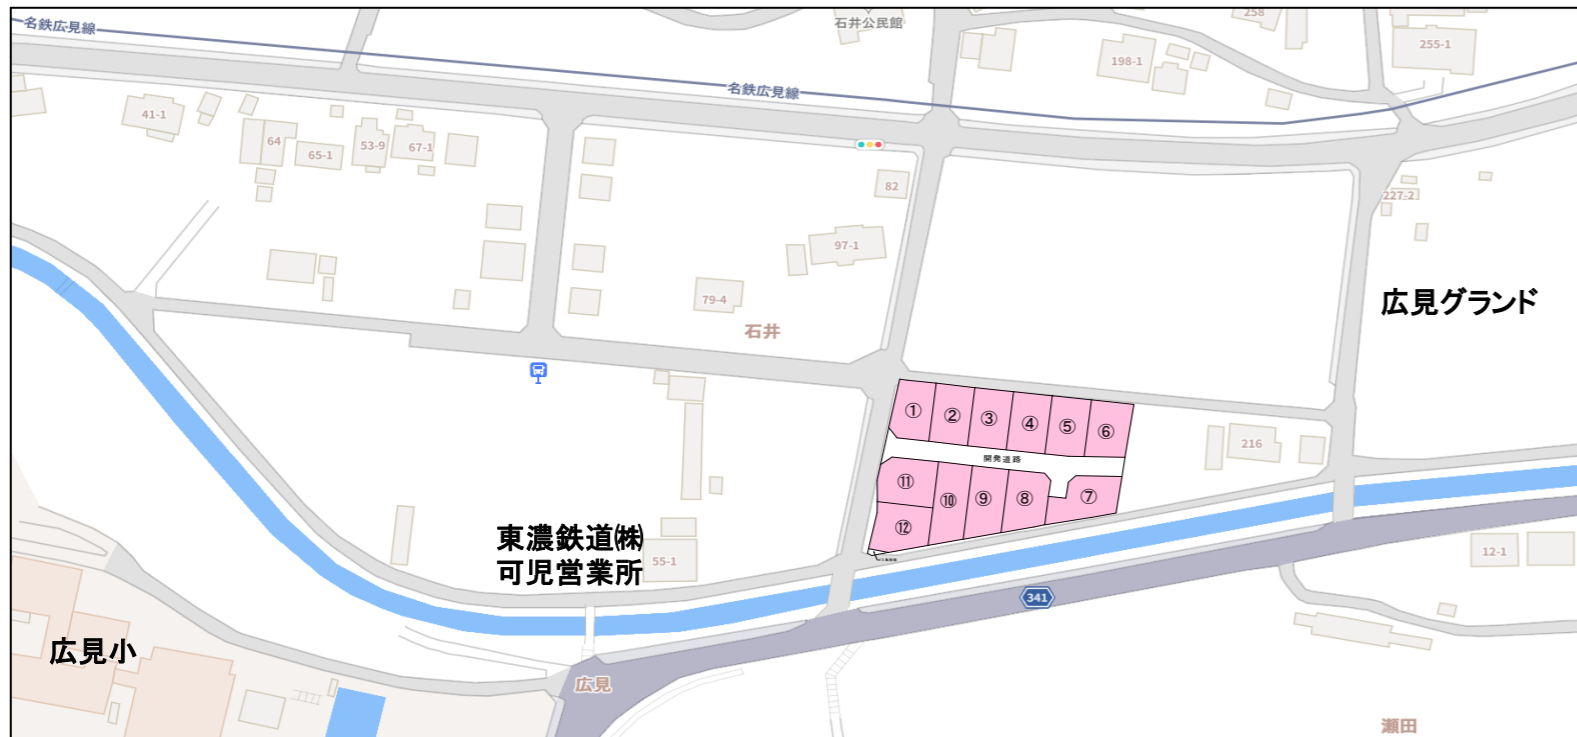 石井公民館
258
名鉄広見線
255-1
198-1
名鉄広見線
41-1
64
65-1
53-9
67-1
82
227-2
97-1
79-4
石井
広見グランド
① ② ③ ④ ⑤ ⑥
開発道路
216
⑪ ⑩ ⑨ ⑧ ⑦
⑫
東濃鉄道㈱
可児営業所
55-1
12-1
341
広見小
広見
瀬田